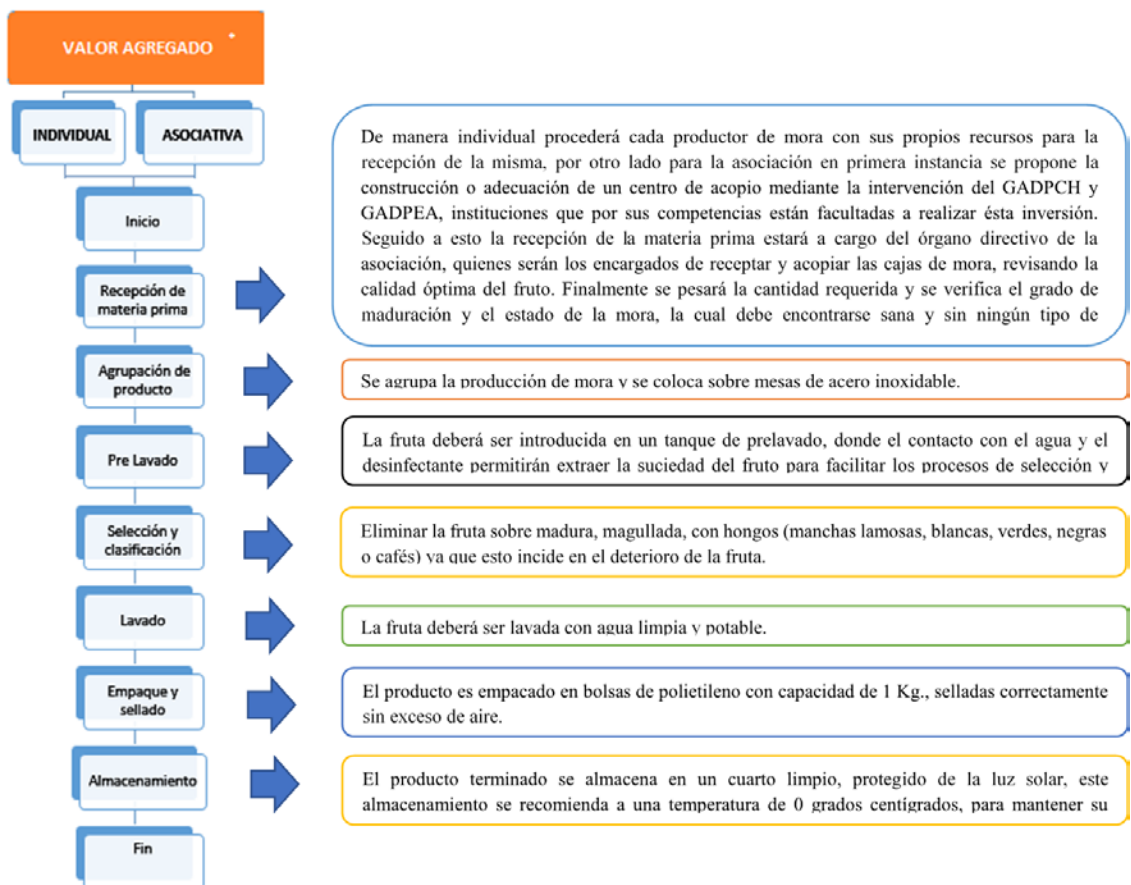 VALOR AGREGADO *
INDIVIDUAL
ASOCIATIVA
Inicio
Recepción de
materia prima
De manera individual procederá cada productor de mora con sus propios recursos para la
recepción de la misma, por otro lado para la asociación en primera instancia se propone la
construcción o adecuación de un centro de acopio mediante la intervención del GADPCH y
GADPEA, instituciones que por sus competencias están facultadas a realizar ésta inversión.
Seguido a esto la recepción de la materia prima estará a cargo del órgano directivo de la
asociación, quienes serán los encargados de receptar y acopiar las cajas de mora, revisando la
calidad óptima del fruto. Finalmente se pesará la cantidad requerida y se verifica el grado de
maduración y el estado de la mora, la cual debe encontrarse sana y sin ningún tipo de
Agrupación de
producto
Se agrupa la producción de mora y se coloca sobre mesas de acero inoxidable.
Pre Lavado
La fruta deberá ser introducida en un tanque de prelavado, donde el contacto con el agua y el
desinfectante permitirán extraer la suciedad del fruto para facilitar los procesos de selección y
Selección y
clasificación
Eliminar la fruta sobre madura, magullada, con hongos (manchas lamosas, blancas, verdes, negras
o cafés) ya que esto incide en el deterioro de la fruta.
Lavado
La fruta deberá ser lavada con agua limpia y potable.
Empaque y
sellado
El producto es empacado en bolsas de polietileno con capacidad de 1 Kg., selladas correctamente
sin exceso de aire.
Almacenamiento
El producto terminado se almacena en un cuarto limpio, protegido de la luz solar, este
almacenamiento se recomienda a una temperatura de 0 grados centígrados, para mantener su
Fin